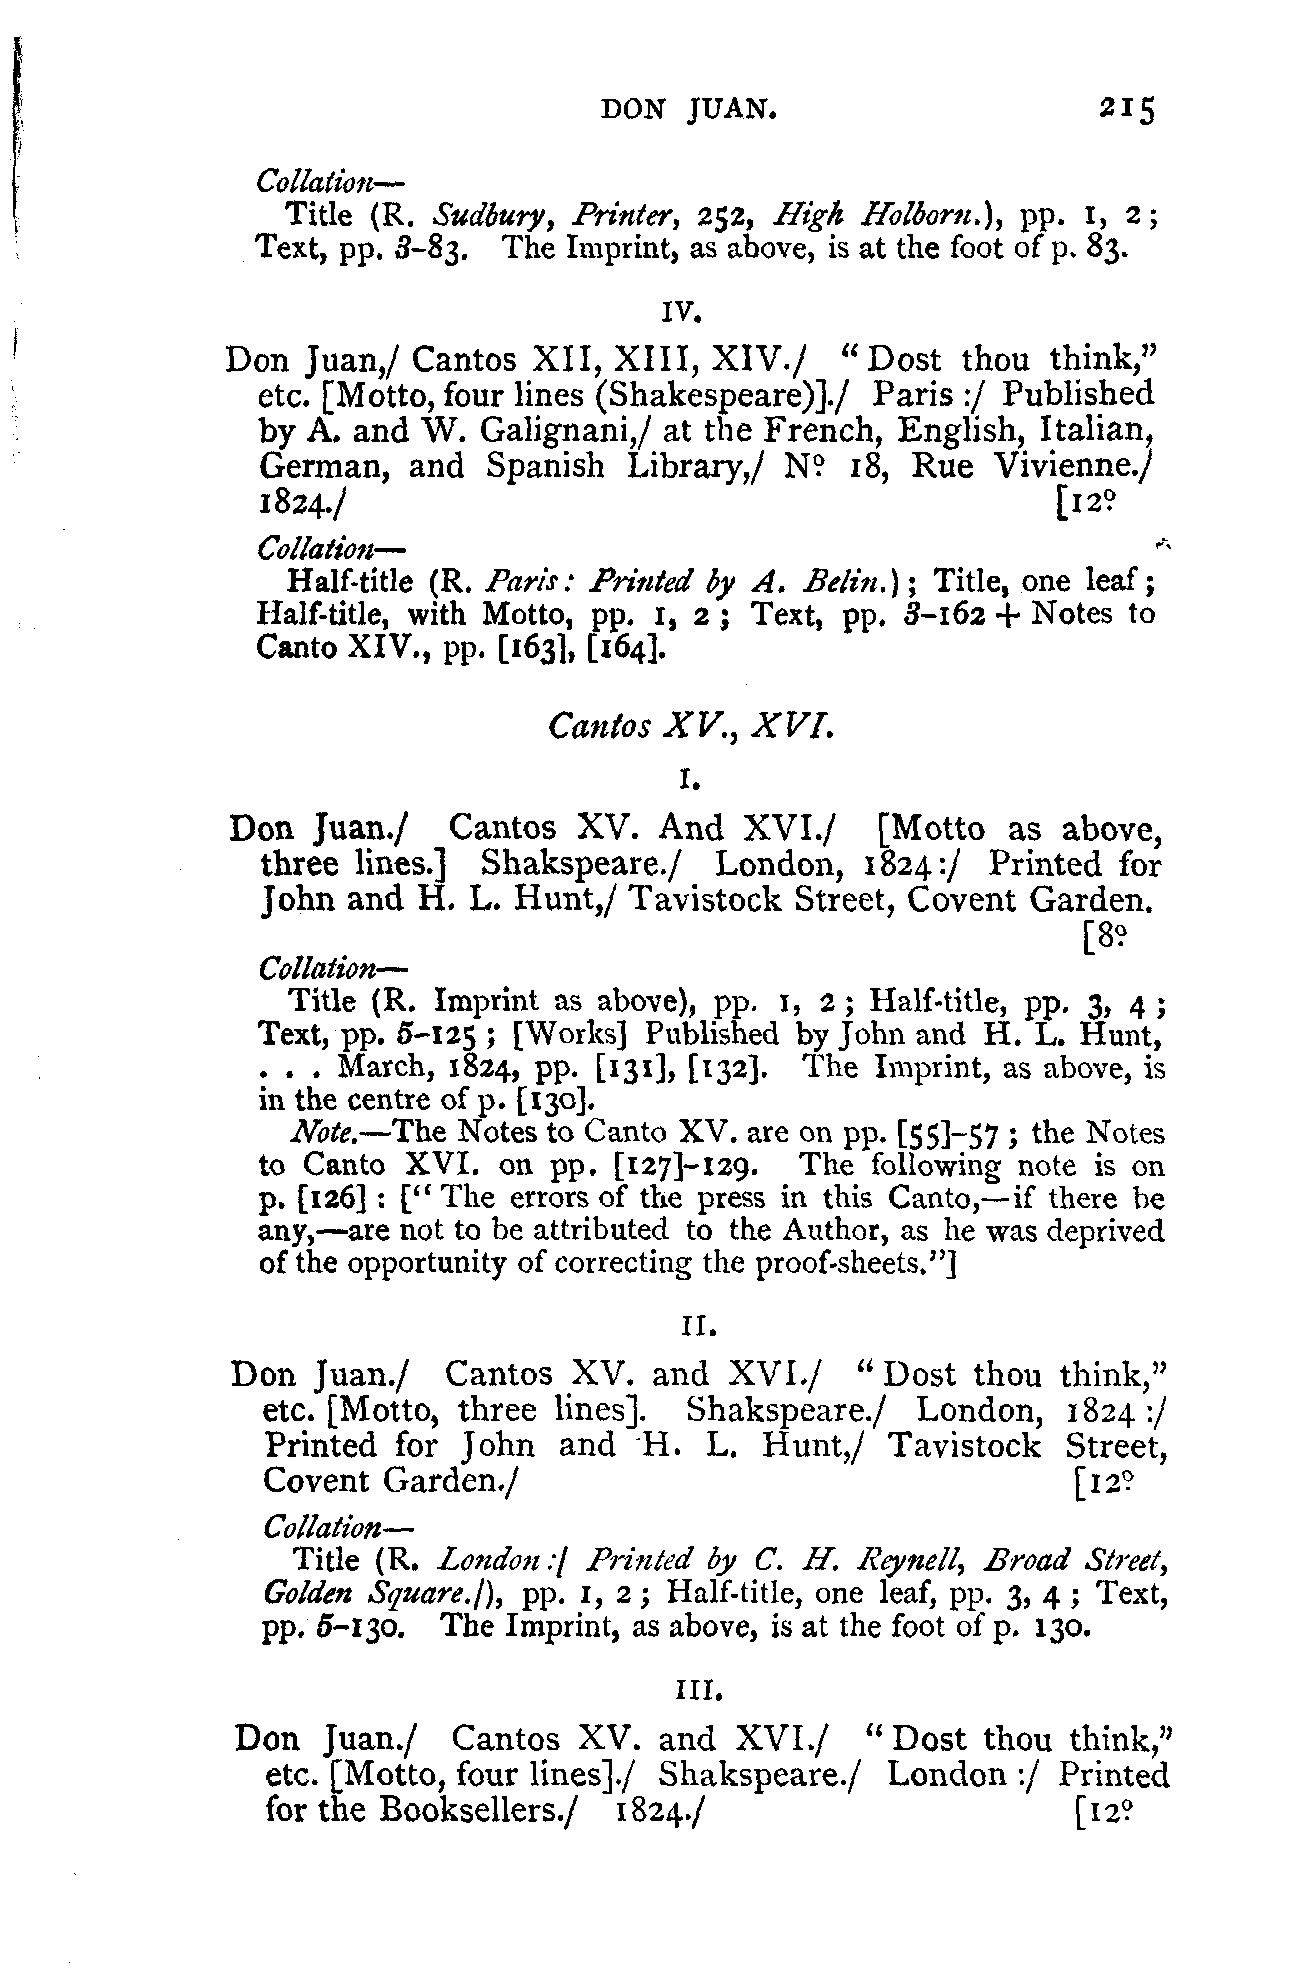 DON JUAN. 215
Collation—
Title (R. Sudbury, Printer, 252, High Holborn.), pp. 1, 2;
Text, pp. 3-83. The Imprint, as above, is at the foot of p. 83.
IV.
Don Juan,/ Cantos XII, XIII, XIV./ “Dost thou think,”
etc. [Motto, four lines (Shakespeare)]./ Paris :/ Published
by A. and W. Galignani,/ at the French, English, Italian,
German, and Spanish Library,/ Nº 18, Rue Vivienne./
1824./ [12º
Collation—
Half-title (R. Paris: Printed by A. Belin.); Title, one leaf;
Half-title, with Motto, pp. 1, 2; Text, pp. 3-162 + Notes to
Canto XIV., pp. [163], [164].
Cantos XV., XVI.
I.
Don Juan./ Cantos XV. And XVI./ [Motto as above,
three lines.] Shakspeare./ London, 1824:/ Printed for
John and H. L. Hunt,/ Tavistock Street, Covent Garden.
[8º
Collation—
Title (R. Imprint as above), pp. 1, 2; Half-title, pp. 3, 4;
Text, pp. 5-125; [Works] Published by John and H. L. Hunt,
. . . March, 1824, pp. [131], [132]. The Imprint, as above, is
in the centre of p. [130].
Note.—The Notes to Canto XV. are on pp. [55]-57; the Notes
to Canto XVI. on pp. [127]-129. The following note is on
p. [126] : [“The errors of the press in this Canto,—if there be
any,—are not to be attributed to the Author, as he was deprived
of the opportunity of correcting the proof-sheets.”]
II.
Don Juan./ Cantos XV. and XVI./ “Dost thou think,”
etc. [Motto, three lines]. Shakspeare./ London, 1824 :/
Printed for John and H. L. Hunt,/ Tavistock Street,
Covent Garden./ [12º
Collation—
Title (R. London:/ Printed by C. H. Reynell, Broad Street,
Golden Square./), pp. 1, 2; Half-title, one leaf, pp. 3, 4; Text,
pp. 5-130. The Imprint, as above, is at the foot of p. 130.
III.
Don Juan./ Cantos XV. and XVI./ “Dost thou think,”
etc. [Motto, four lines]./ Shakspeare./ London :/ Printed
for the Booksellers./ 1824./ [12º